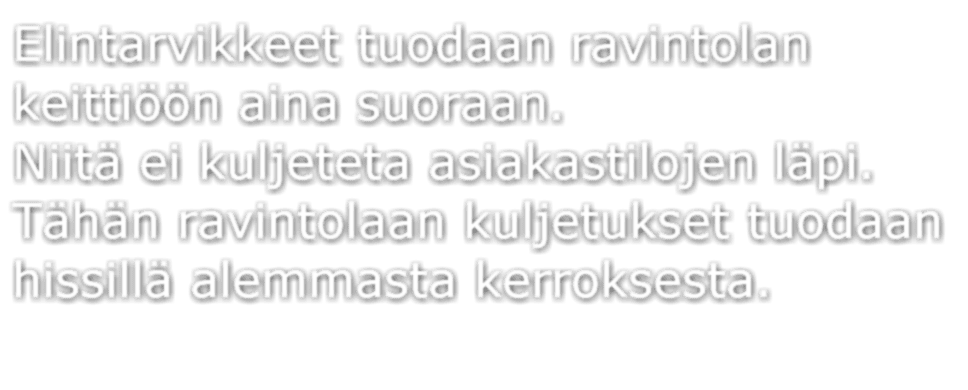 Elintarvikkeet tuodaan ravintolan
keittiöön aina suoraan.
Niitä ei kuljeteta asiakastilojen läpi.
Tähän ravintolaan kuljetukset tuodaan
hissillä alemmasta kerroksesta.